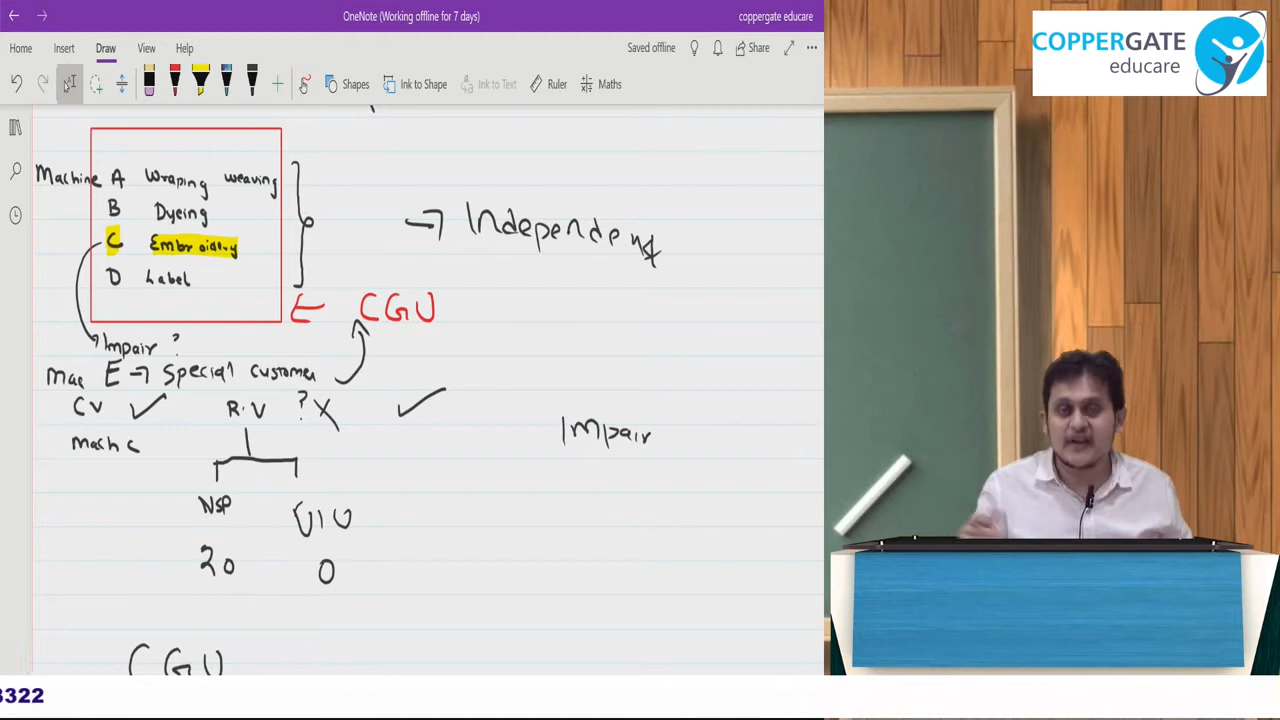 OneNote (Working offline for 7 days)
coppergate educare
Home Insert Draw View Help
Saved offline
Share
Shapes
Ink to Shape
Ink to Text
Ruler
Maths
COPPERGATE
educare
Machine A Wraping weaving
B Dyeing
C Embroidery
D Label
→ Independent
E CGU
Impair ?
Mac E → Special customer
CV ✓ R.V ? X ✓
Mach C
Impair
NSP
VIU
20 0
CGU
3322